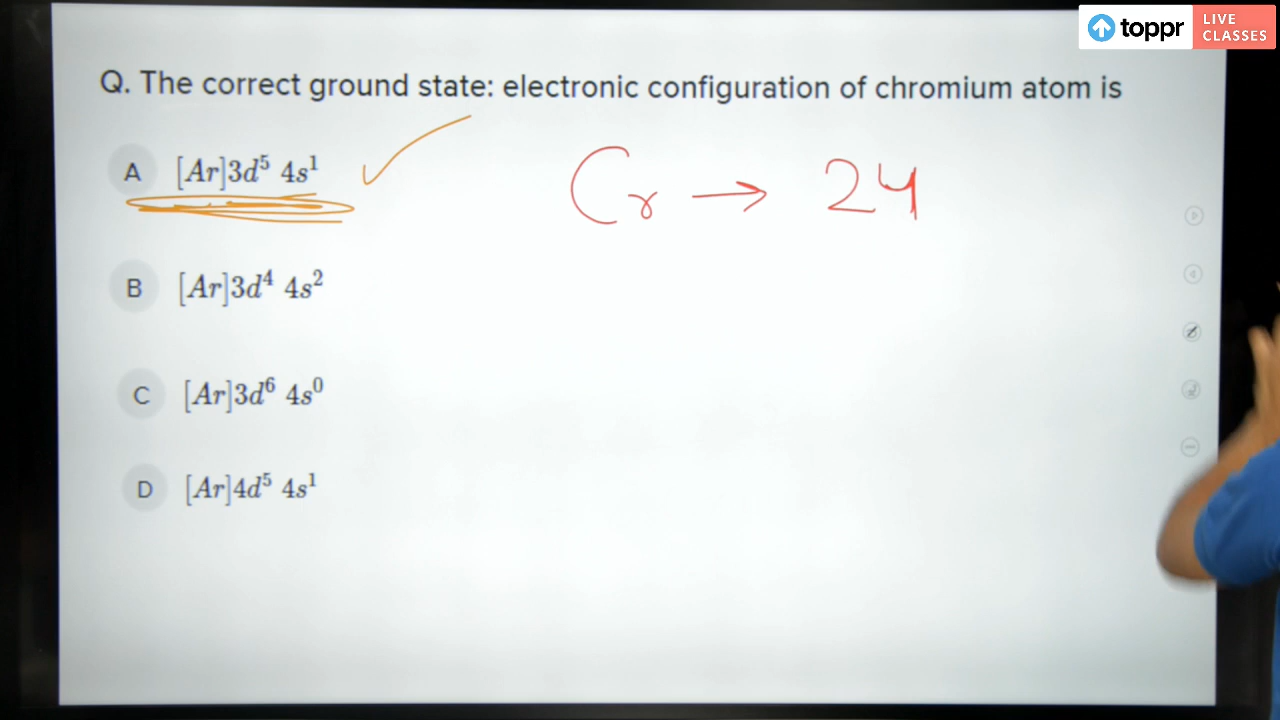 toppr LIVE CLASSES
Q. The correct ground state: electronic configuration of chromium atom is
A [Ar]3d⁵ 4s¹
Cr → 24
B [Ar]3d⁴ 4s²
C [Ar]3d⁶ 4s⁰
D [Ar]4d⁵ 4s¹